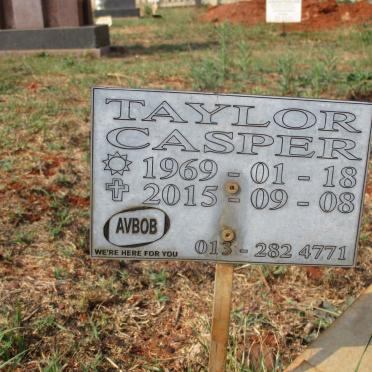 TAYLOR
CASPER
1969-01-18
2015-09-08
AVBOB
WE'RE HERE FOR YOU
013-282 4771